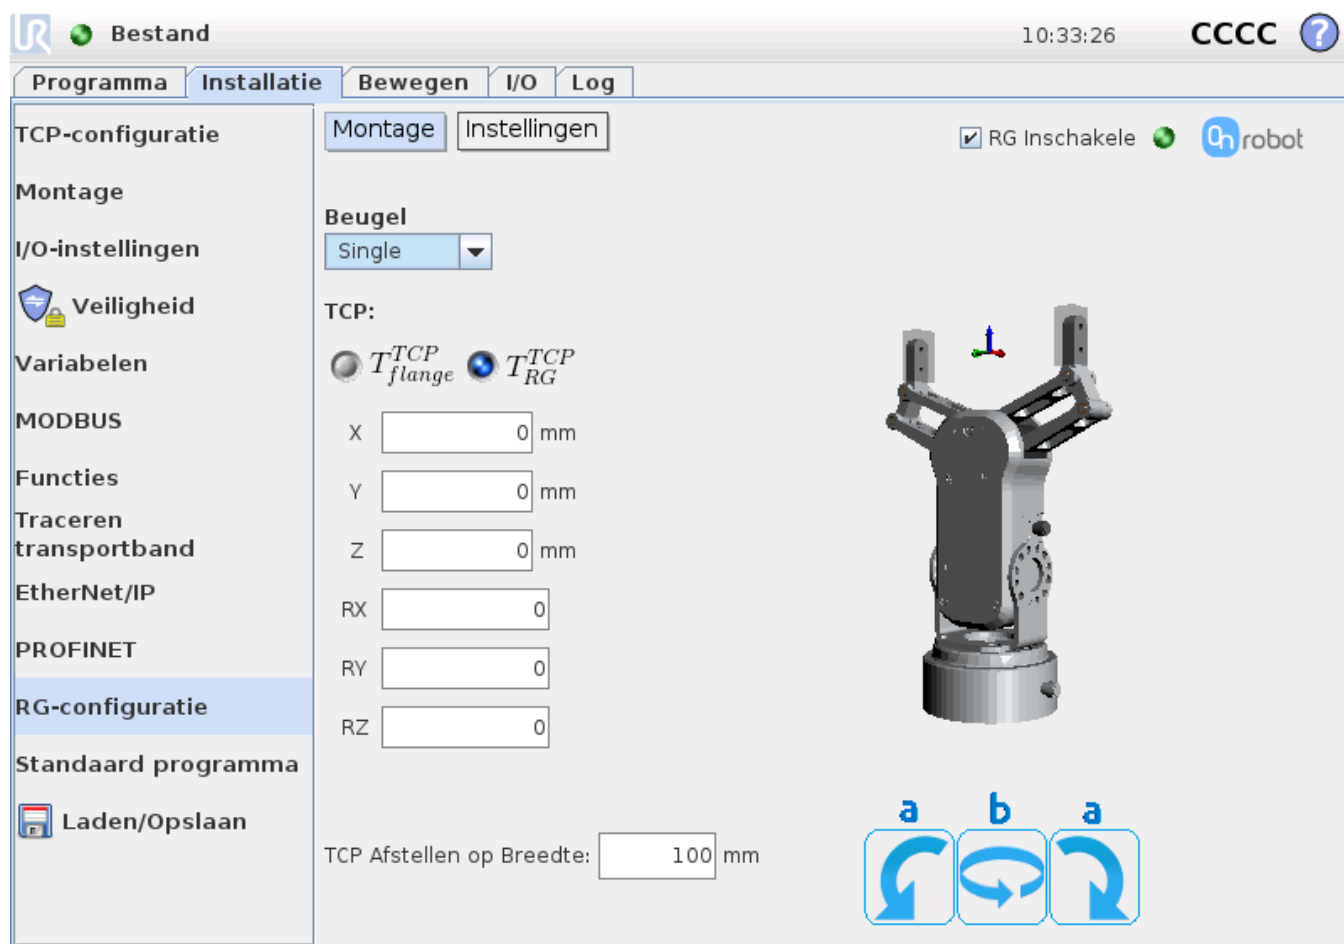 UR Bestand 10:33:26 CCCC ?
Programma Installatie Bewegen I/O Log
TCP-configuratie
Montage
I/O-instellingen
Veiligheid
Variabelen
MODBUS
Functies
Traceren
transportband
EtherNet/IP
PROFINET
RG-configuratie
Standaard programma
Laden/Opslaan
Montage Instellingen
RG Inschakele On robot
Beugel
Single
TCP:
T TCP flange T TCP RG
X 0 mm
Y 0 mm
Z 0 mm
RX 0
RY 0
RZ 0
TCP Afstellen op Breedte: 100 mm
a b a